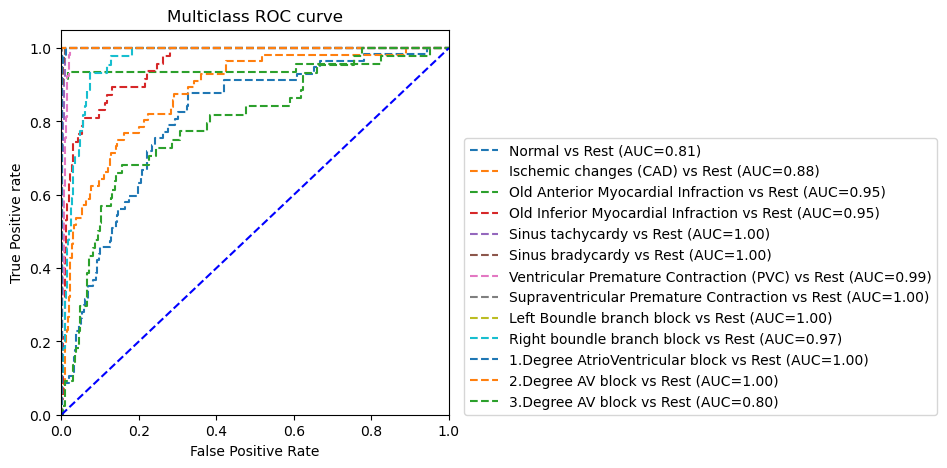 Multiclass ROC curve
True Positive rate
1.0
0.8
0.6
0.4
0.2
0.0
0.0 0.2 0.4 0.6 0.8 1.0
False Positive Rate
Normal vs Rest (AUC=0.81)
Ischemic changes (CAD) vs Rest (AUC=0.88)
Old Anterior Myocardial Infraction vs Rest (AUC=0.95)
Old Inferior Myocardial Infraction vs Rest (AUC=0.95)
Sinus tachycardy vs Rest (AUC=1.00)
Sinus bradycardy vs Rest (AUC=1.00)
Ventricular Premature Contraction (PVC) vs Rest (AUC=0.99)
Supraventricular Premature Contraction vs Rest (AUC=1.00)
Left Boundle branch block vs Rest (AUC=1.00)
Right boundle branch block vs Rest (AUC=0.97)
1.Degree AtrioVentricular block vs Rest (AUC=1.00)
2.Degree AV block vs Rest (AUC=1.00)
3.Degree AV block vs Rest (AUC=0.80)